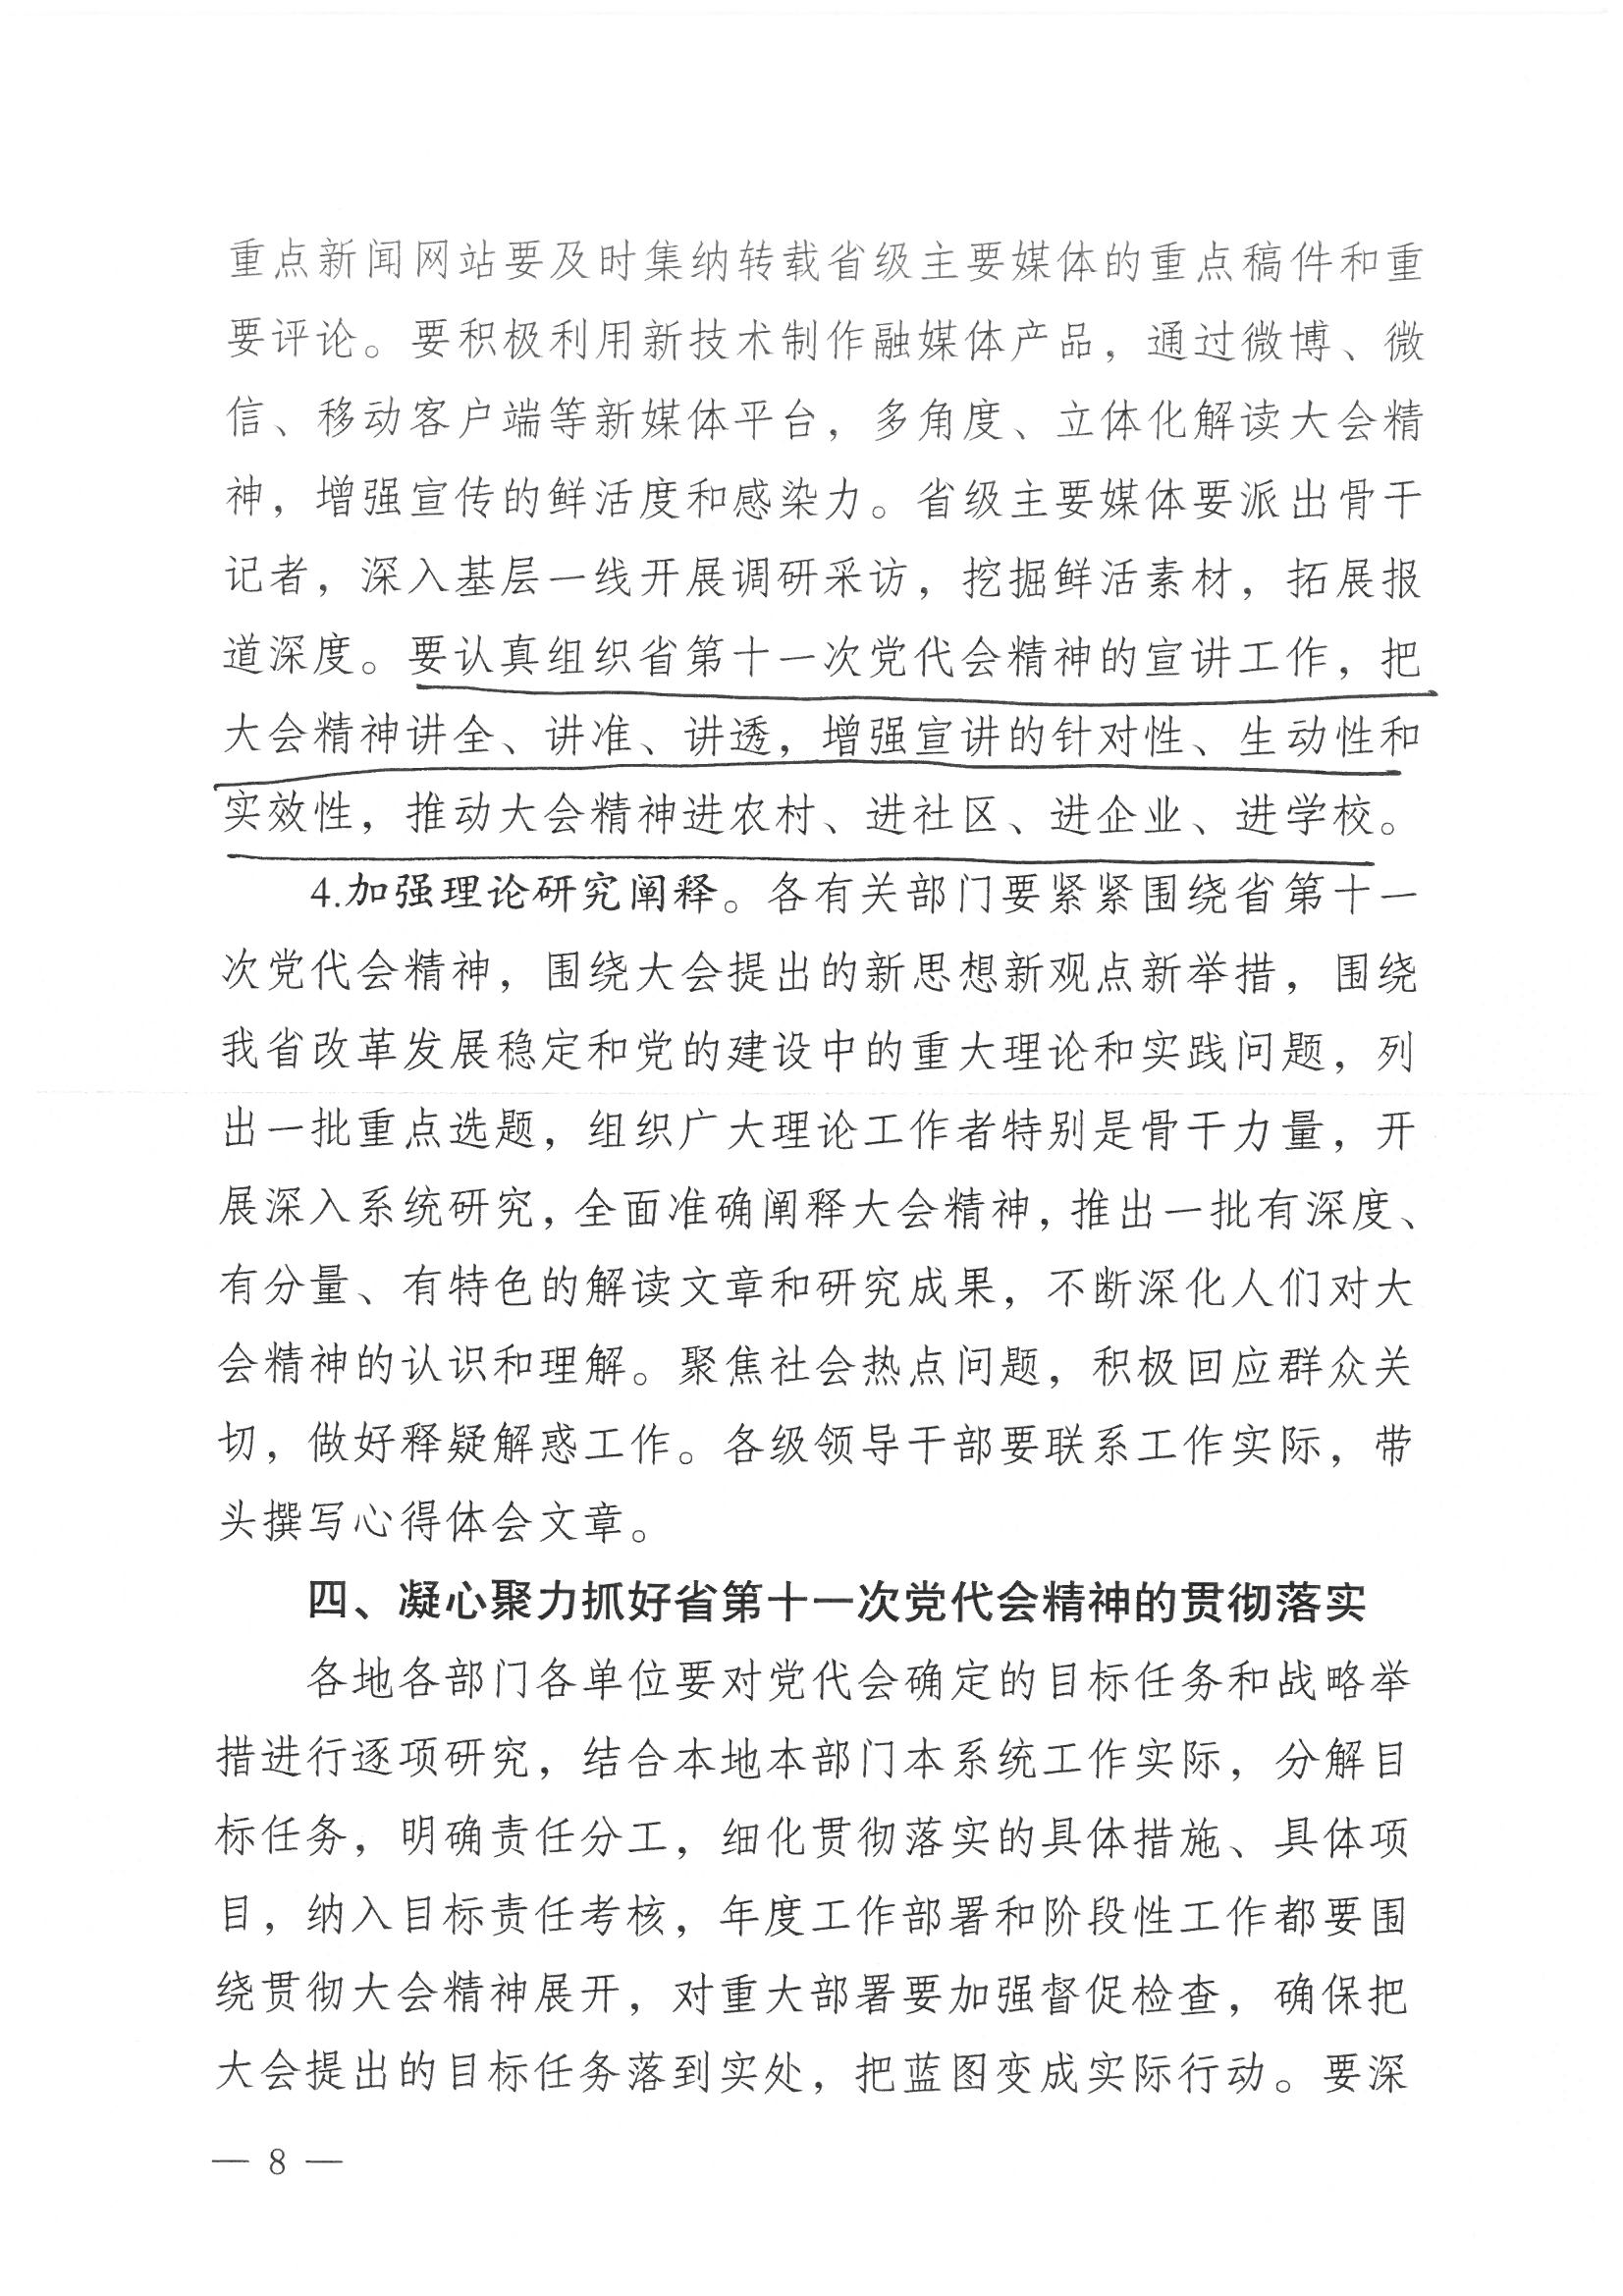 重点新闻网站要及时集纳转载省级主要媒体的重点稿件和重
要评论。要积极利用新技术制作融媒体产品，通过微博、微
信、移动客户端等新媒体平台，多角度、立体化解读大会精
神，增强宣传的鲜活度和感染力。省级主要媒体要派出骨干
记者，深入基层一线开展调研采访，挖掘鲜活素材，拓展报
道深度。要认真组织省第十一次党代会精神的宣讲工作，把
大会精神讲全、讲准、讲透，增强宣讲的针对性、生动性和
实效性，推动大会精神进农村、进社区、进企业、进学校。
4.加强理论研究阐释。各有关部门要紧紧围绕省第十一
次党代会精神，围绕大会提出的新思想新观点新举措，围绕
我省改革发展稳定和党的建设中的重大理论和实践问题，列
出一批重点选题，组织广大理论工作者特别是骨干力量，开
展深入系统研究，全面准确阐释大会精神，推出一批有深度、
有分量、有特色的解读文章和研究成果，不断深化人们对大
会精神的认识和理解。聚焦社会热点问题，积极回应群众关
切，做好释疑解惑工作。各级领导干部要联系工作实际，带
头撰写心得体会文章。
四、凝心聚力抓好省第十一次党代会精神的贯彻落实
各地各部门各单位要对党代会确定的目标任务和战略举
措进行逐项研究，结合本地本部门本系统工作实际，分解目
标任务，明确责任分工，细化贯彻落实的具体措施、具体项
目，纳入目标责任考核，年度工作部署和阶段性工作都要围
绕贯彻大会精神展开，对重大部署要加强督促检查，确保把
大会提出的目标任务落到实处，把蓝图变成实际行动。要深
— 8 —